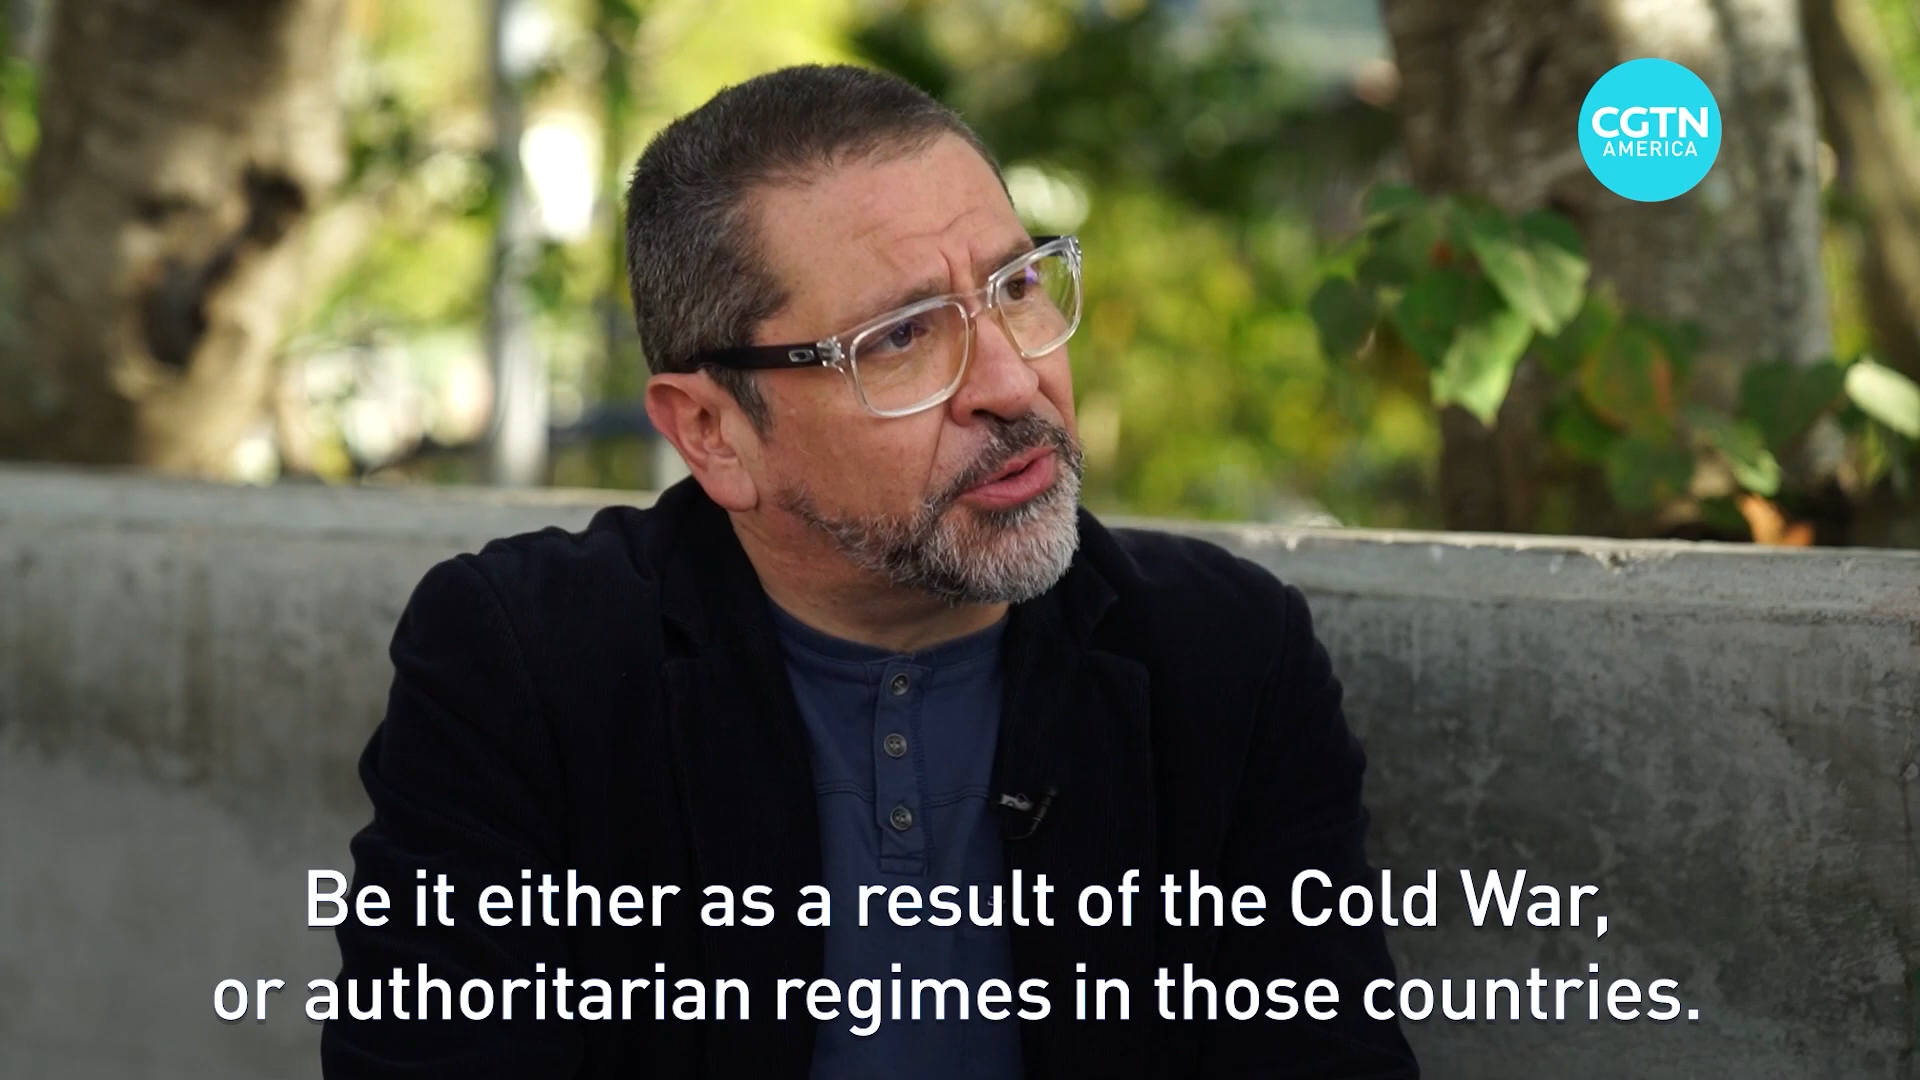 CGTN
AMERICA
Be it either as a result of the Cold War,
or authoritarian regimes in those countries.